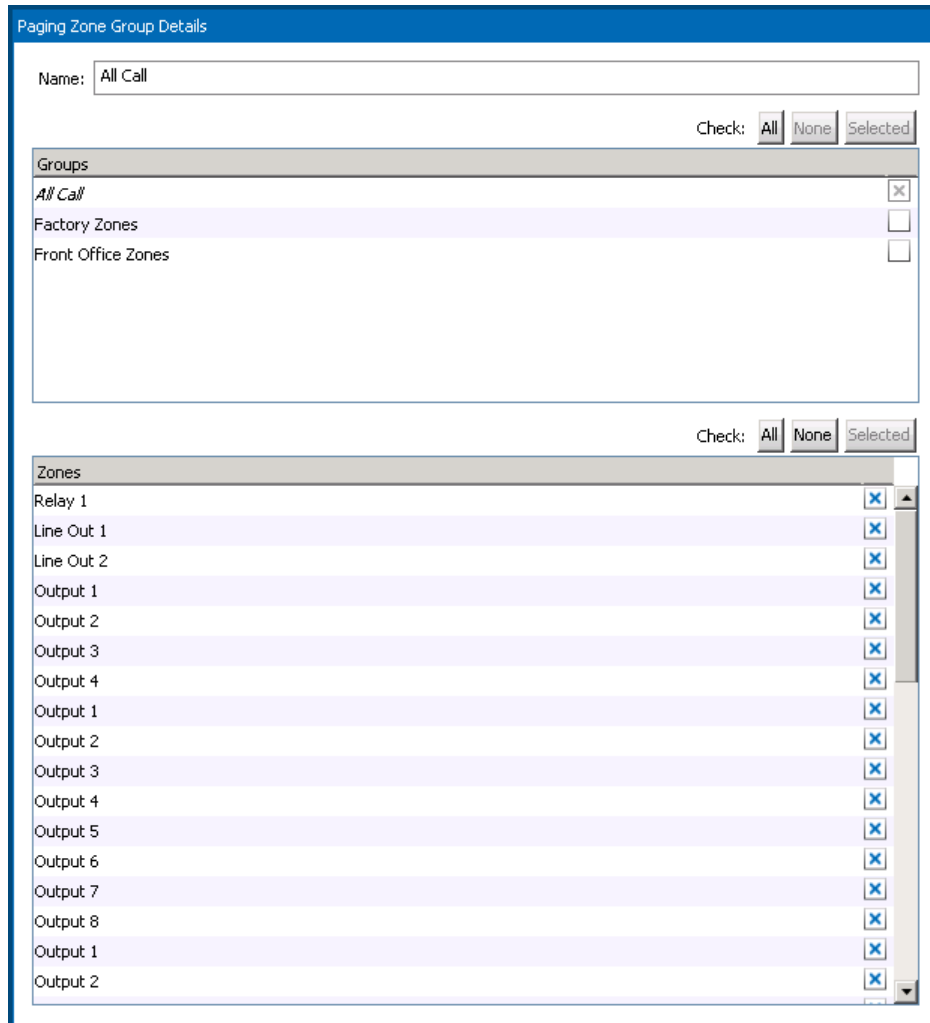 Paging Zone Group Details
Name: All Call
Check: All None Selected
Groups
All Call
Factory Zones
Front Office Zones
Check: All None Selected
Zones
Relay 1
Line Out 1
Line Out 2
Output 1
Output 2
Output 3
Output 4
Output 1
Output 2
Output 3
Output 4
Output 5
Output 6
Output 7
Output 8
Output 1
Output 2